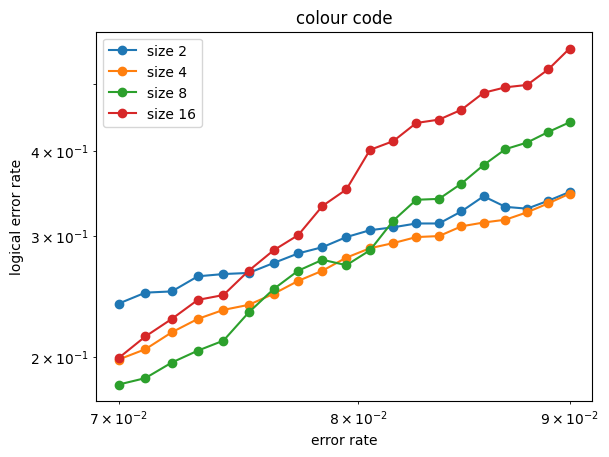 colour code
size 2
size 4
size 8
size 16
logical error rate
4 × 10⁻¹
3 × 10⁻¹
2 × 10⁻¹
7 × 10⁻²
8 × 10⁻²
9 × 10⁻²
error rate